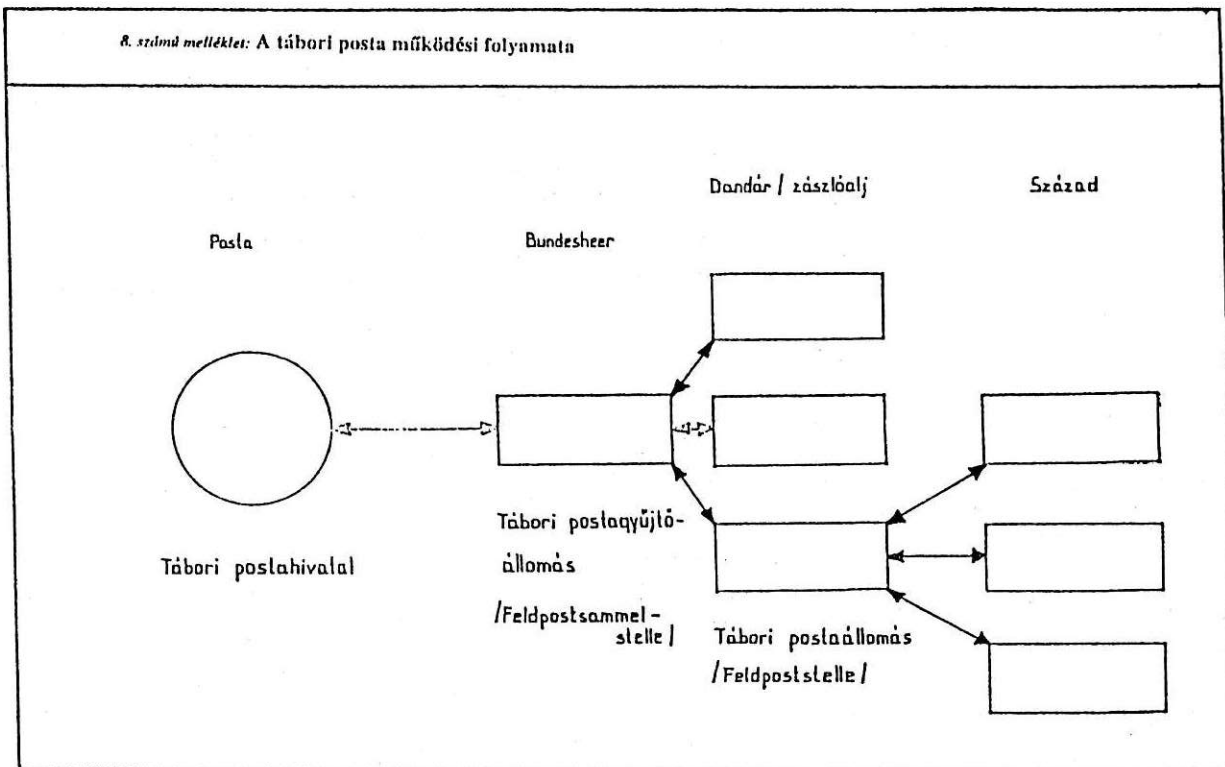 8. számú melléklet: A tábori posta működési folyamata
Dandár / zászlóalj
Század
Posta
Bundesheer
Tábori postahivatal
Tábori postagyűjtő-
állomás
/Feldpostsammel-
stelle/
Tábori postaállomás
/Feldpoststelle/